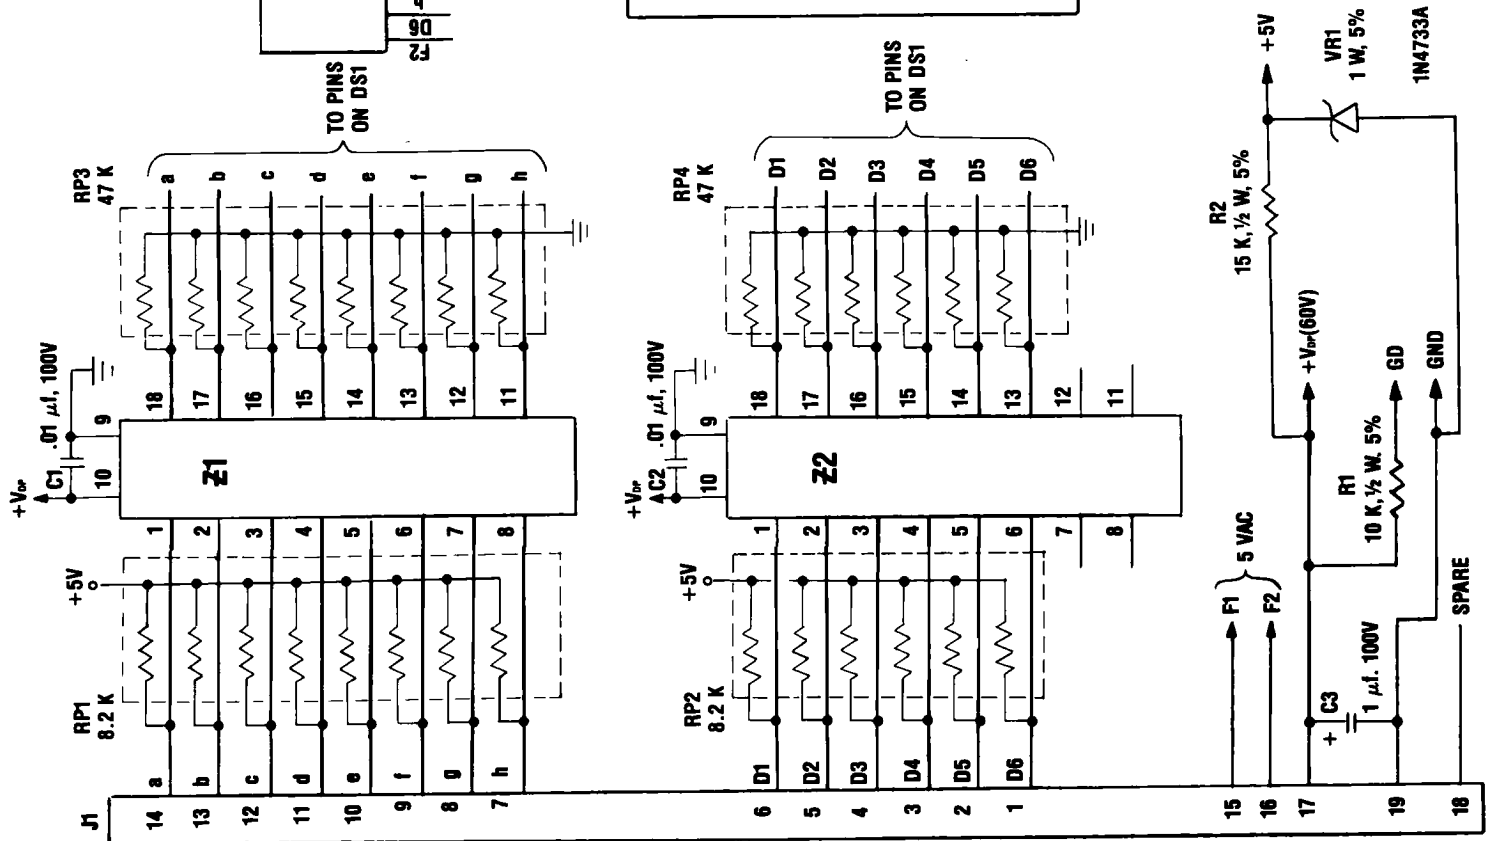 D6
F2
TO PINS
ON DS1
RP3
47 K
a
b
c
d
e
f
g
h
.01 µf, 100V
C1
+VDP
9
10
18
17
16
15
14
13
12
11
Z1
1
2
3
4
5
6
7
8
+5V
RP1
8.2 K
a
b
c
d
e
f
g
h
14
13
12
11
10
9
8
7
J1
TO PINS
ON DS1
RP4
47 K
D1
D2
D3
D4
D5
D6
.01 µf, 100V
C2
+VDP
9
10
18
17
16
15
14
13
12
11
Z2
1
2
3
4
5
6
7
8
+5V
RP2
8.2 K
D1
D2
D3
D4
D5
D6
6
5
4
3
2
1
+5V
VR1
1 W, 5%
1N4733A
R2
15 K, ½ W, 5%
+VDP(60V)
GD
GND
R1
10 K, ½ W. 5%
5 VAC
F1
F2
C3
+
1 µf. 100V
SPARE
15
16
17
19
18